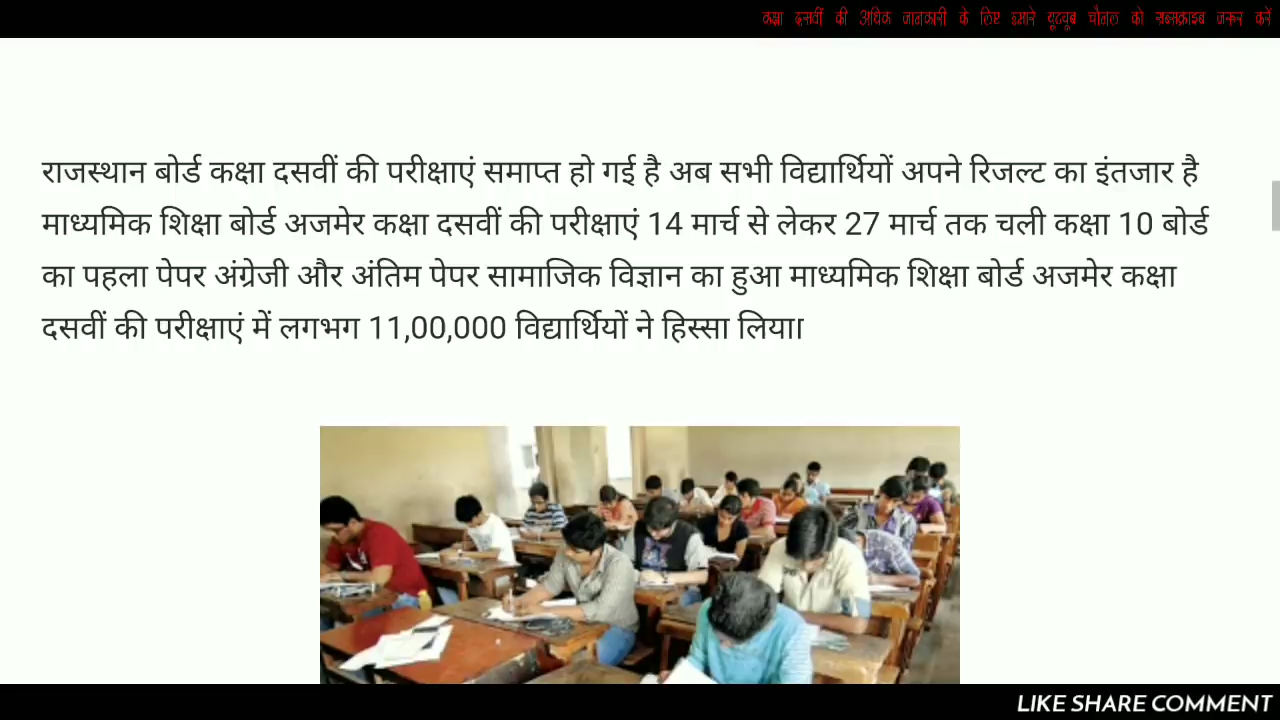 कक्षा दसवीं की अधिक जानकारी के लिए हमारे यूट्यूब चैनल को सब्सक्राइब जरूर करें
राजस्थान बोर्ड कक्षा दसवीं की परीक्षाएं समाप्त हो गई है अब सभी विद्यार्थियों अपने रिजल्ट का इंतजार है
माध्यमिक शिक्षा बोर्ड अजमेर कक्षा दसवीं की परीक्षाएं 14 मार्च से लेकर 27 मार्च तक चली कक्षा 10 बोर्ड
का पहला पेपर अंग्रेजी और अंतिम पेपर सामाजिक विज्ञान का हुआ माध्यमिक शिक्षा बोर्ड अजमेर कक्षा
दसवीं की परीक्षाएं में लगभग 11,00,000 विद्यार्थियों ने हिस्सा लिया।
LIKE SHARE COMMENT